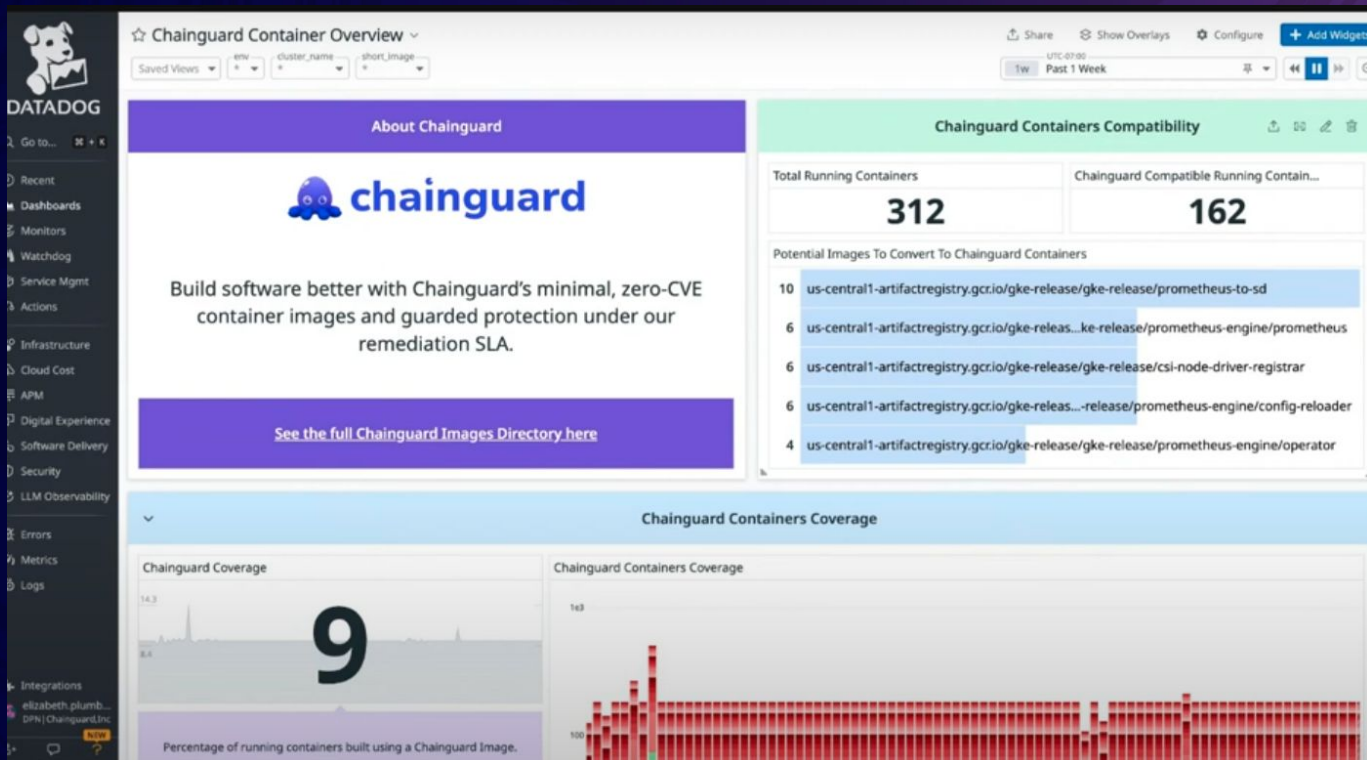 DATADOG
Go to... ⌘ + K
Recent
Dashboards
Monitors
Watchdog
Service Mgmt
Actions
Infrastructure
Cloud Cost
APM
Digital Experience
Software Delivery
Security
LLM Observability
Errors
Metrics
Logs
Integrations
elizabeth.plumb...
DPN|Chainguard,Inc
NEW
?
Chainguard Container Overview
Share
Show Overlays
Configure
+ Add Widgets
Saved Views
env
*
cluster_name
*
short_image
*
UTC-07:00
1w Past 1 Week
About Chainguard
chainguard
Build software better with Chainguard's minimal, zero-CVE
container images and guarded protection under our
remediation SLA.
See the full Chainguard Images Directory here
Chainguard Containers Compatibility
Total Running Containers
312
Chainguard Compatible Running Contain...
162
Potential Images To Convert To Chainguard Containers
10 us-central1-artifactregistry.gcr.io/gke-release/gke-release/prometheus-to-sd
6 us-central1-artifactregistry.gcr.io/gke-releas...ke-release/prometheus-engine/prometheus
6 us-central1-artifactregistry.gcr.io/gke-release/gke-release/csi-node-driver-registrar
6 us-central1-artifactregistry.gcr.io/gke-releas...-release/prometheus-engine/config-reloader
4 us-central1-artifactregistry.gcr.io/gke-release/gke-release/prometheus-engine/operator
Chainguard Containers Coverage
Chainguard Coverage
14.3
8.4
9
Percentage of running containers built using a Chainguard Image.
Chainguard Containers Coverage
1e3
100